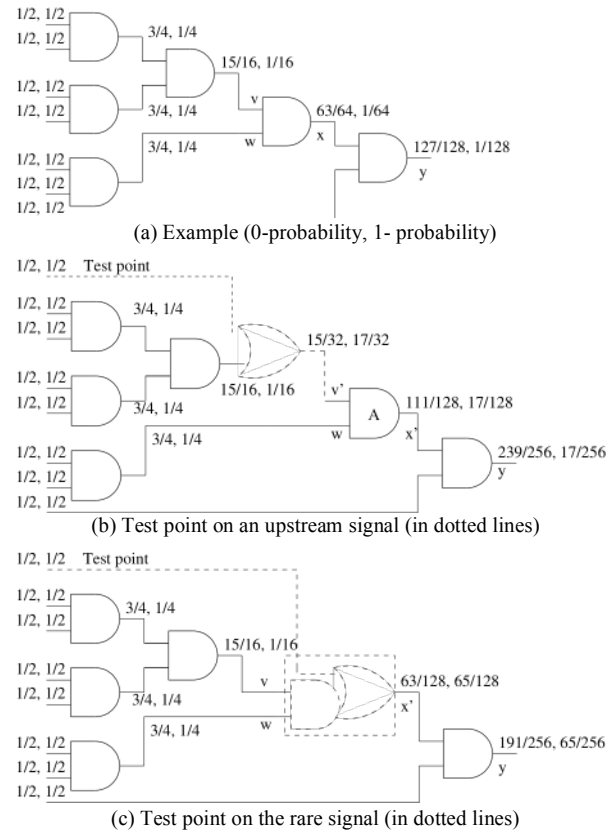 1/2, 1/2
1/2, 1/2
3/4, 1/4
15/16, 1/16
1/2, 1/2
1/2, 1/2
3/4, 1/4
v
63/64, 1/64
3/4, 1/4
w
x
127/128, 1/128
1/2, 1/2
1/2, 1/2
1/2, 1/2
y
(a) Example (0-probability, 1- probability)
1/2, 1/2 Test point
1/2, 1/2
1/2, 1/2
3/4, 1/4
15/32, 17/32
1/2, 1/2
1/2, 1/2
3/4, 1/4
15/16, 1/16
v'
A
111/128, 17/128
3/4, 1/4
w
x'
239/256, 17/256
1/2, 1/2
1/2, 1/2
1/2, 1/2
y
(b) Test point on an upstream signal (in dotted lines)
1/2, 1/2 Test point
1/2, 1/2
1/2, 1/2
3/4, 1/4
15/16, 1/16
1/2, 1/2
1/2, 1/2
3/4, 1/4
v
63/128, 65/128
3/4, 1/4
w
x'
191/256, 65/256
1/2, 1/2
1/2, 1/2
1/2, 1/2
y
(c) Test point on the rare signal (in dotted lines)